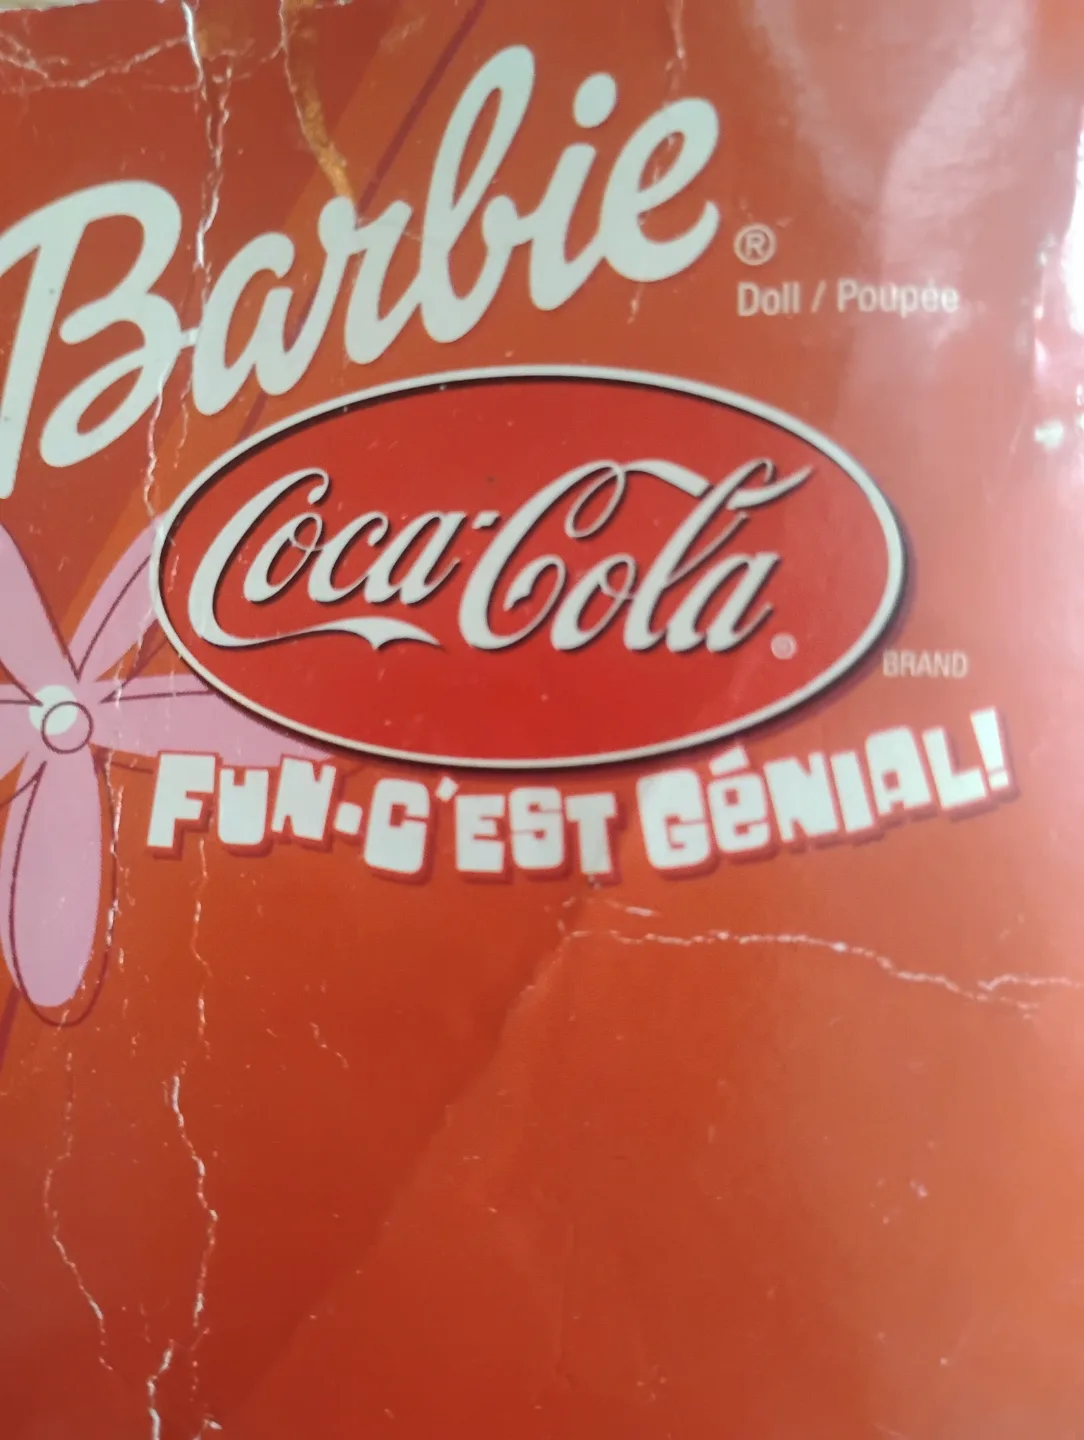 Barbie®
Doll / Poupée
Coca-Cola®
BRAND
FUN•C'EST GÉNIAL!